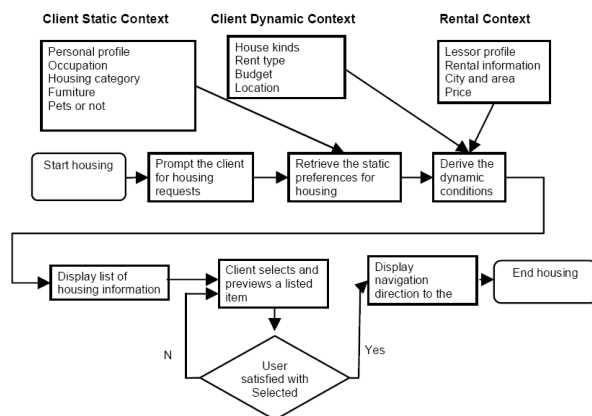 Client Static Context
Client Dynamic Context
Rental Context
Personal profile
Occupation
Housing category
Furniture
Pets or not
House kinds
Rent type
Budget
Location
Lessor profile
Rental information
City and area
Price
Start housing
Prompt the client
for housing
requests
Retrieve the static
preferences for
housing
Derive the
dynamic
conditions
Display list of
housing information
Client selects and
previews a listed
item
Display
navigation
direction to the
End housing
N
User
satisfied with
Selected
Yes